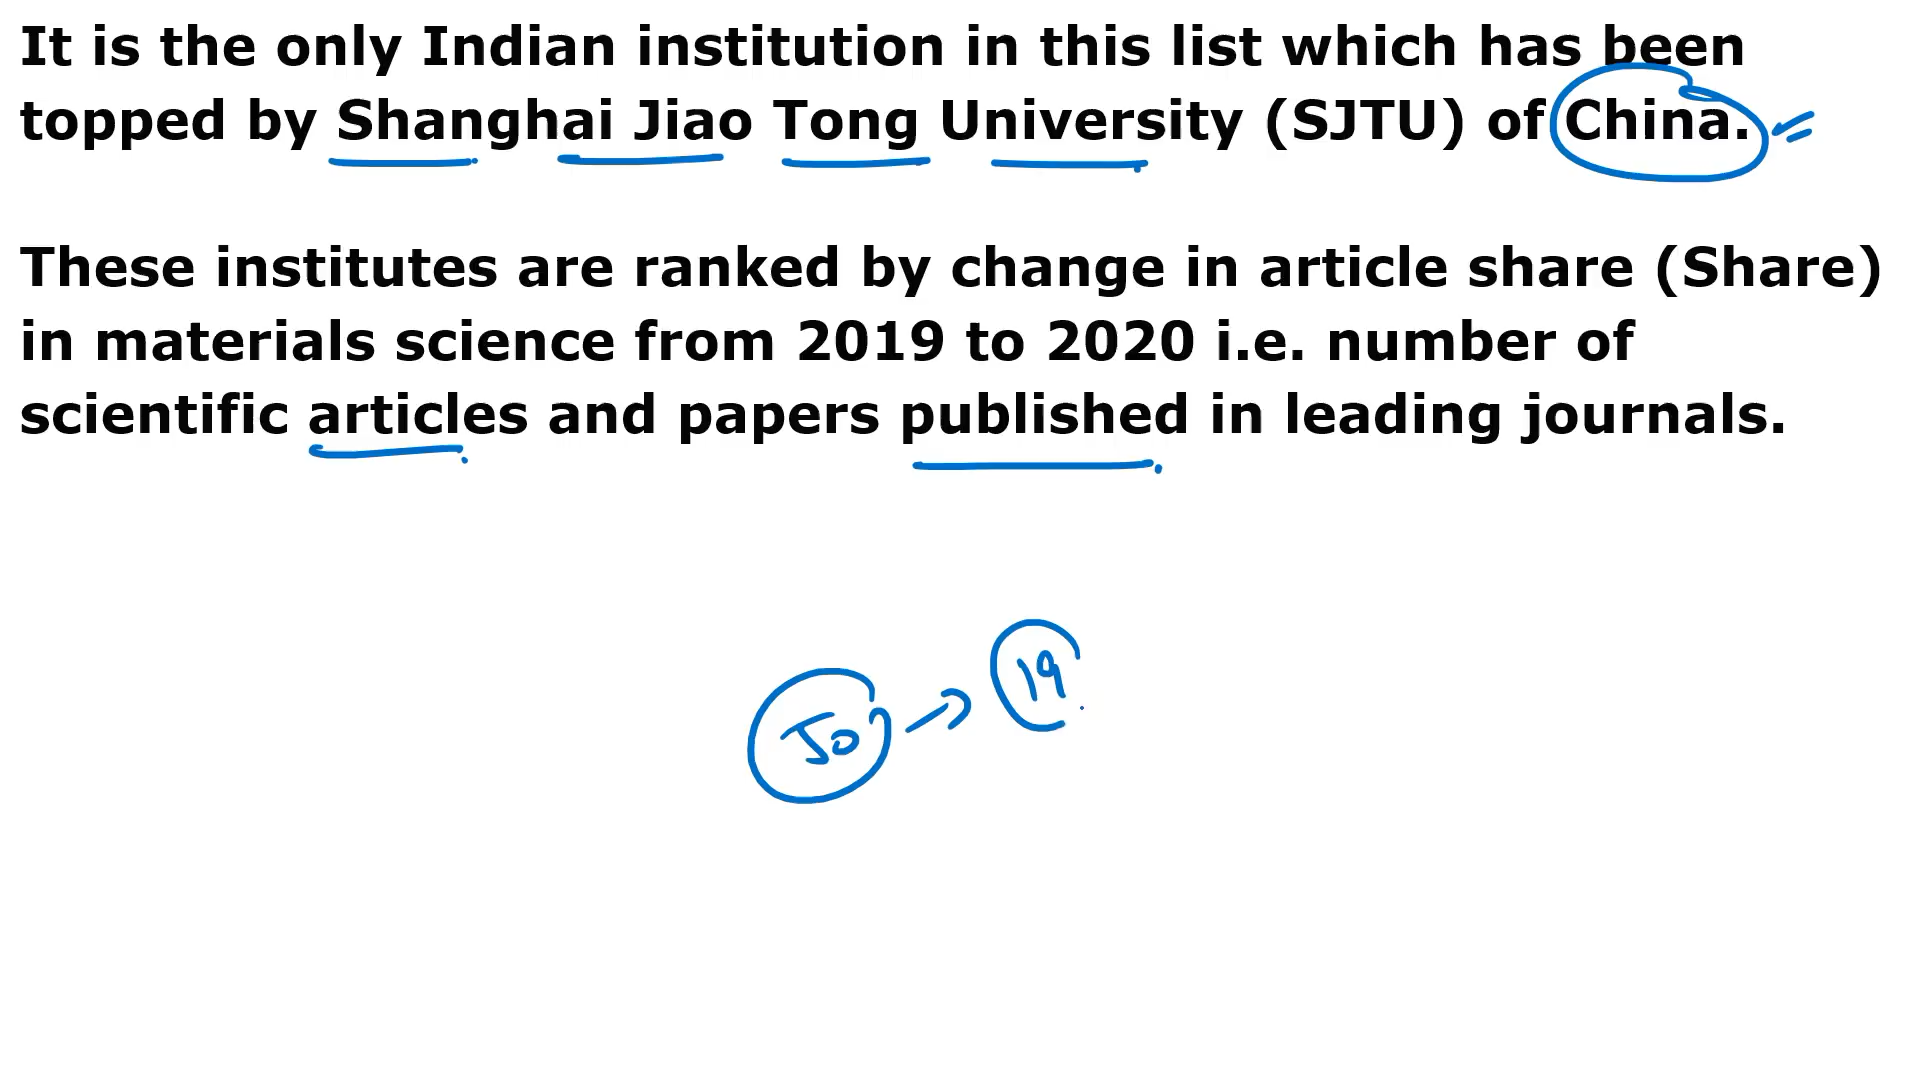 It is the only Indian institution in this list which has been
topped by Shanghai Jiao Tong University (SJTU) of China.
These institutes are ranked by change in article share (Share)
in materials science from 2019 to 2020 i.e. number of
scientific articles and papers published in leading journals.
50 → 19